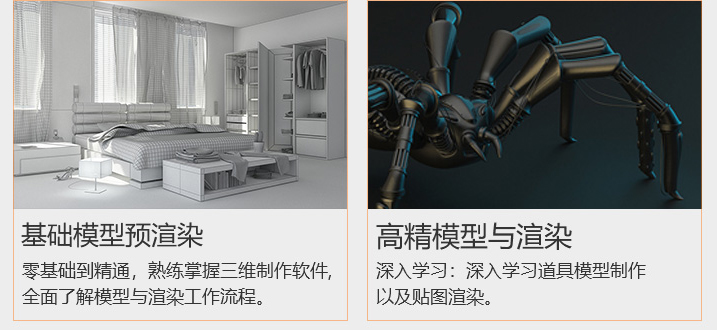 基础模型预渲染
零基础到精通，熟练掌握三维制作软件,
全面了解模型与渲染工作流程。
高精模型与渲染
深入学习：深入学习道具模型制作
以及贴图渲染。